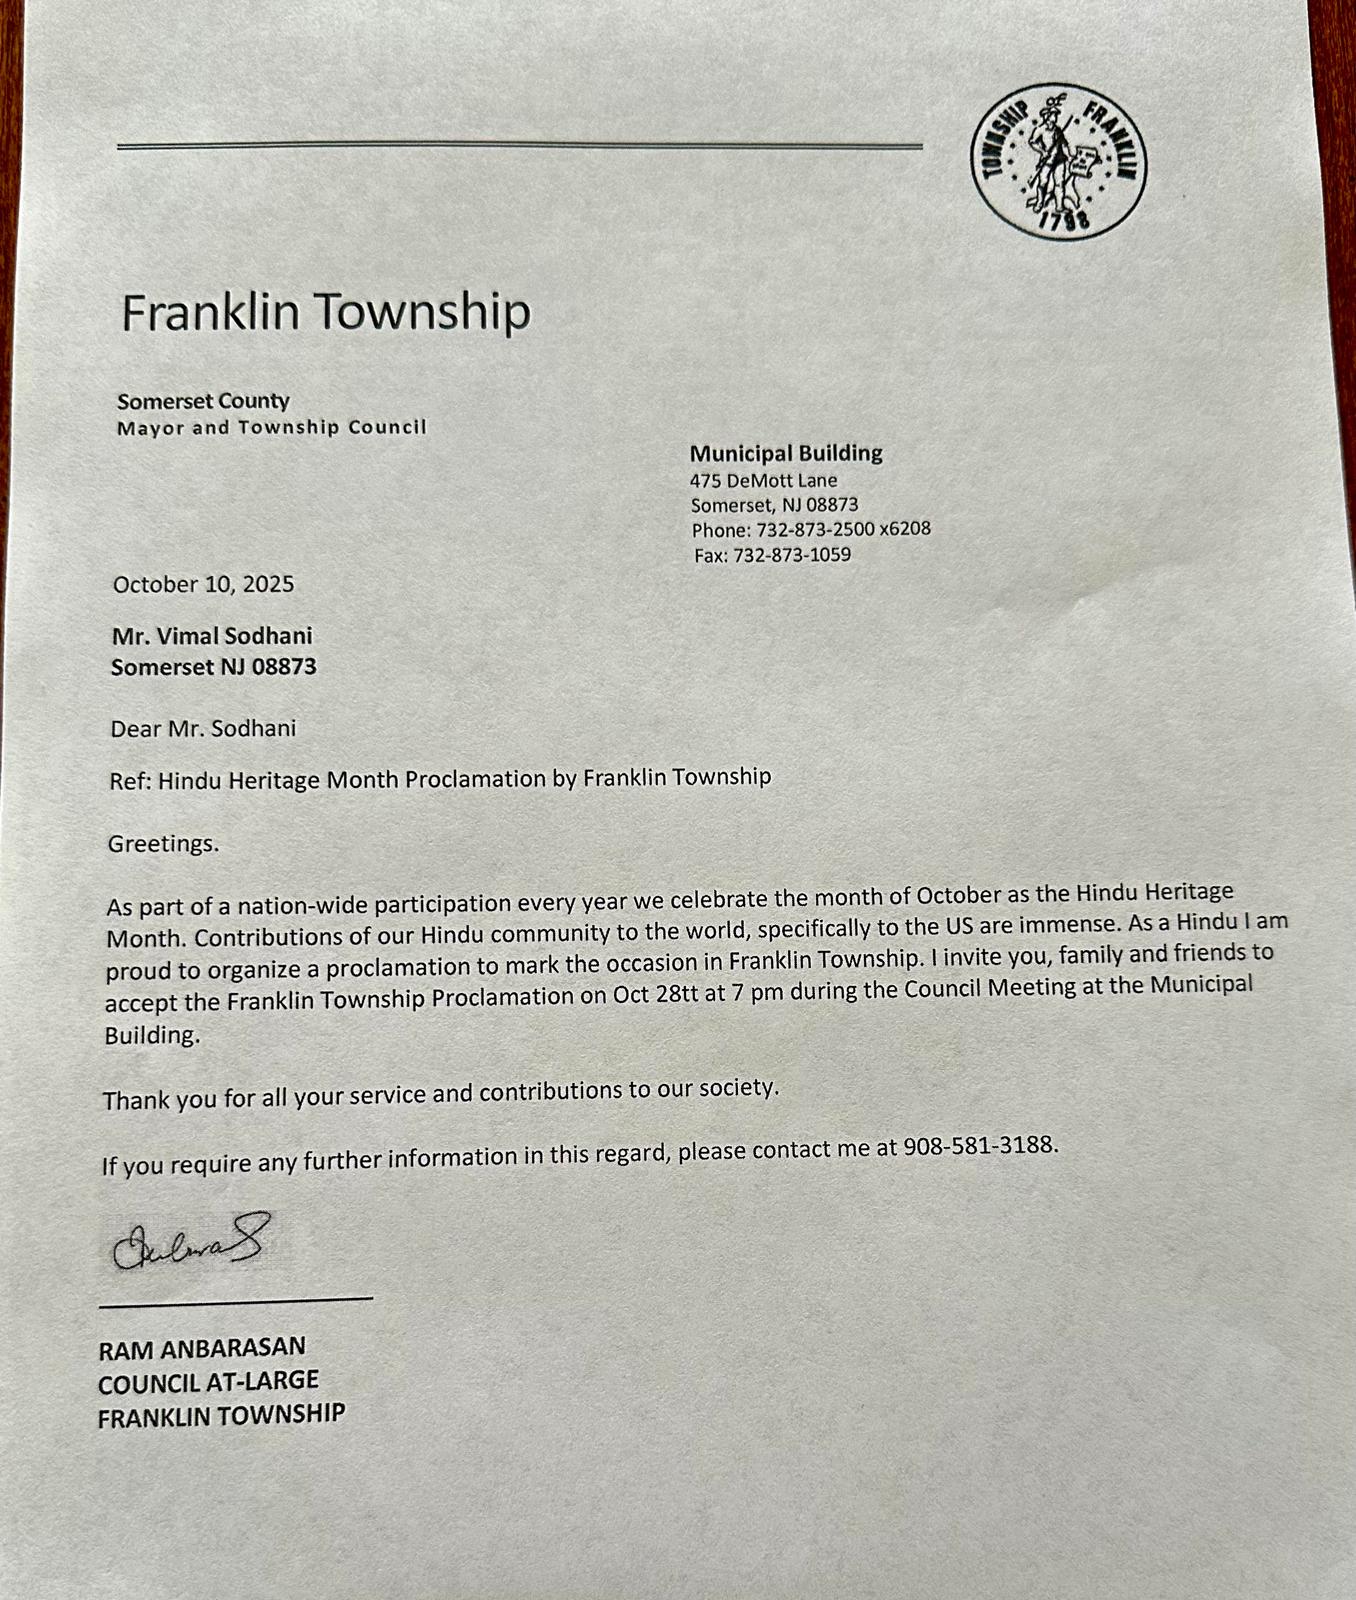 TOWNSHIP OF FRANKLIN
1798
Franklin Township
Somerset County
Mayor and Township Council
Municipal Building
475 DeMott Lane
Somerset, NJ 08873
Phone: 732-873-2500 x6208
Fax: 732-873-1059
October 10, 2025
Mr. Vimal Sodhani
Somerset NJ 08873
Dear Mr. Sodhani
Ref: Hindu Heritage Month Proclamation by Franklin Township
Greetings.
As part of a nation-wide participation every year we celebrate the month of October as the Hindu Heritage
Month. Contributions of our Hindu community to the world, specifically to the US are immense. As a Hindu I am
proud to organize a proclamation to mark the occasion in Franklin Township. I invite you, family and friends to
accept the Franklin Township Proclamation on Oct 28tt at 7 pm during the Council Meeting at the Municipal
Building.
Thank you for all your service and contributions to our society.
If you require any further information in this regard, please contact me at 908-581-3188.
RAM ANBARASAN
COUNCIL AT-LARGE
FRANKLIN TOWNSHIP